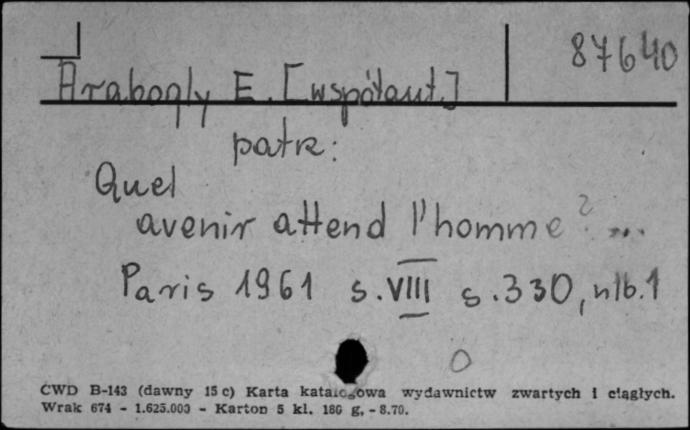 87640
Arabogly E. [współaut.]
patrz:
Quel
avenir attend l'homme? ...
Paris 1961 s.VIII s.330, nlb.1
CWD B-143 (dawny 15 c) Karta katalogowa wydawnictw zwartych i ciągłych.
Wrak 674 - 1.625.000 - Karton 5 kl. 180 g. - 8.70.